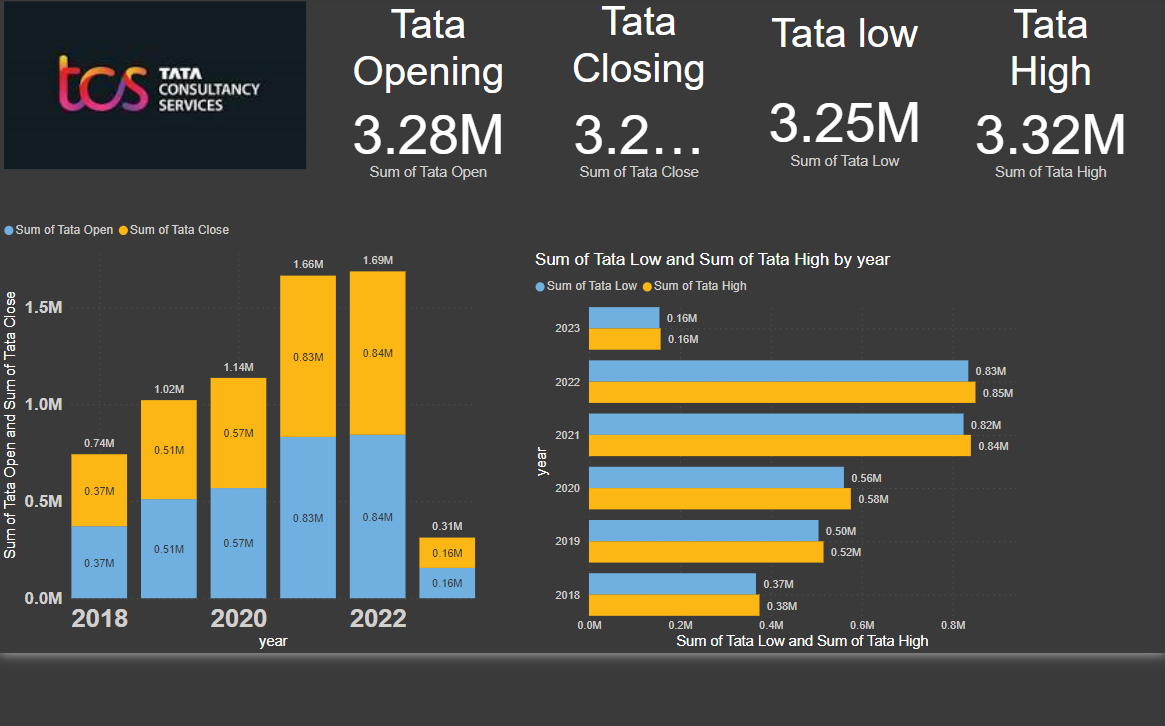 tcs TATA
CONSULTANCY
SERVICES
Tata
Opening
3.28M
Sum of Tata Open
Tata
Closing
3.2…
Sum of Tata Close
Tata low
3.25M
Sum of Tata Low
Tata
High
3.32M
Sum of Tata High
Sum of Tata Open Sum of Tata Close
Sum of Tata Open and Sum of Tata Close
1.5M
1.0M
0.5M
0.0M
0.74M
0.37M
0.37M
1.02M
0.51M
0.51M
1.14M
0.57M
0.57M
1.66M
0.83M
0.83M
1.69M
0.84M
0.84M
0.31M
0.16M
0.16M
2018 2020 2022
year
Sum of Tata Low and Sum of Tata High by year
Sum of Tata Low Sum of Tata High
year
2023
0.16M
0.16M
2022
0.83M
0.85M
2021
0.82M
0.84M
2020
0.56M
0.58M
2019
0.50M
0.52M
2018
0.37M
0.38M
0.0M 0.2M 0.4M 0.6M 0.8M
Sum of Tata Low and Sum of Tata High